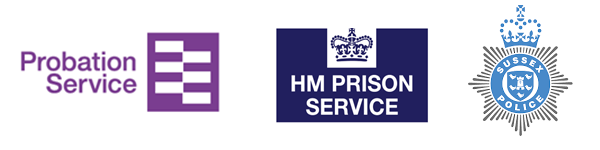 Probation
Service
HM PRISON
SERVICE
SUSSEX
POLICE